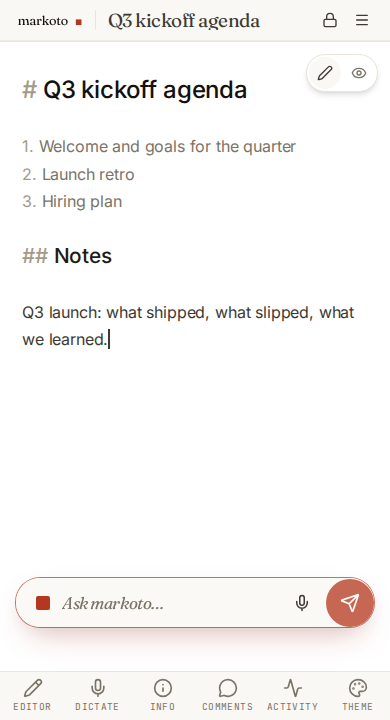 markoto
Q3 kickoff agenda
# Q3 kickoff agenda
1. Welcome and goals for the quarter
2. Launch retro
3. Hiring plan
## Notes
Q3 launch: what shipped, what slipped, what
we learned.
Ask markoto...
EDITOR DICTATE INFO COMMENTS ACTIVITY THEME